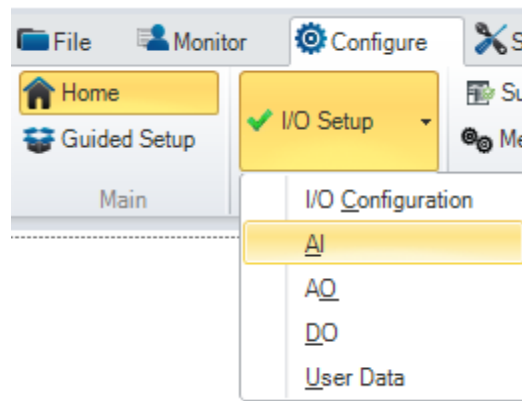 File Monitor Configure
Home
Guided Setup
Main
I/O Setup
I/O Configuration
AI
AO
DO
User Data